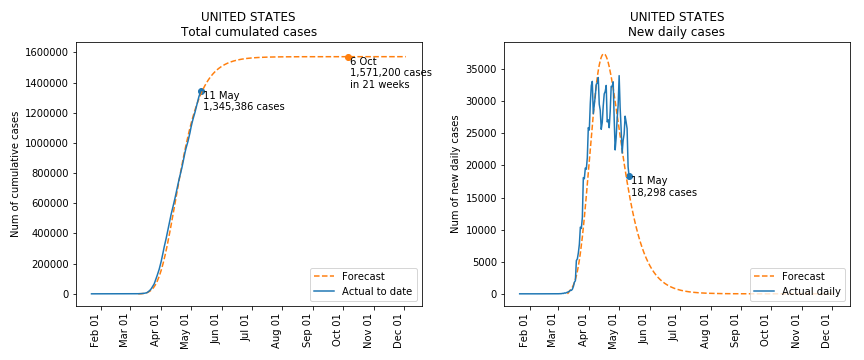 UNITED STATES
Total cumulated cases
Num of cumulative cases
1600000
1400000
1200000
1000000
800000
600000
400000
200000
0
6 Oct
1,571,200 cases
in 21 weeks
11 May
1,345,386 cases
Forecast
Actual to date
Feb 01
Mar 01
Apr 01
May 01
Jun 01
Jul 01
Aug 01
Sep 01
Oct 01
Nov 01
Dec 01
UNITED STATES
New daily cases
Num of new daily cases
35000
30000
25000
20000
15000
10000
5000
0
11 May
18,298 cases
Forecast
Actual daily
Feb 01
Mar 01
Apr 01
May 01
Jun 01
Jul 01
Aug 01
Sep 01
Oct 01
Nov 01
Dec 01